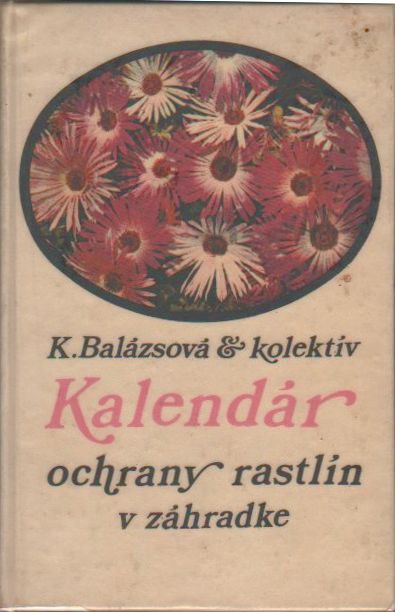 K.Balázsová & kolektív
Kalendár
ochrany rastlín
v záhradke